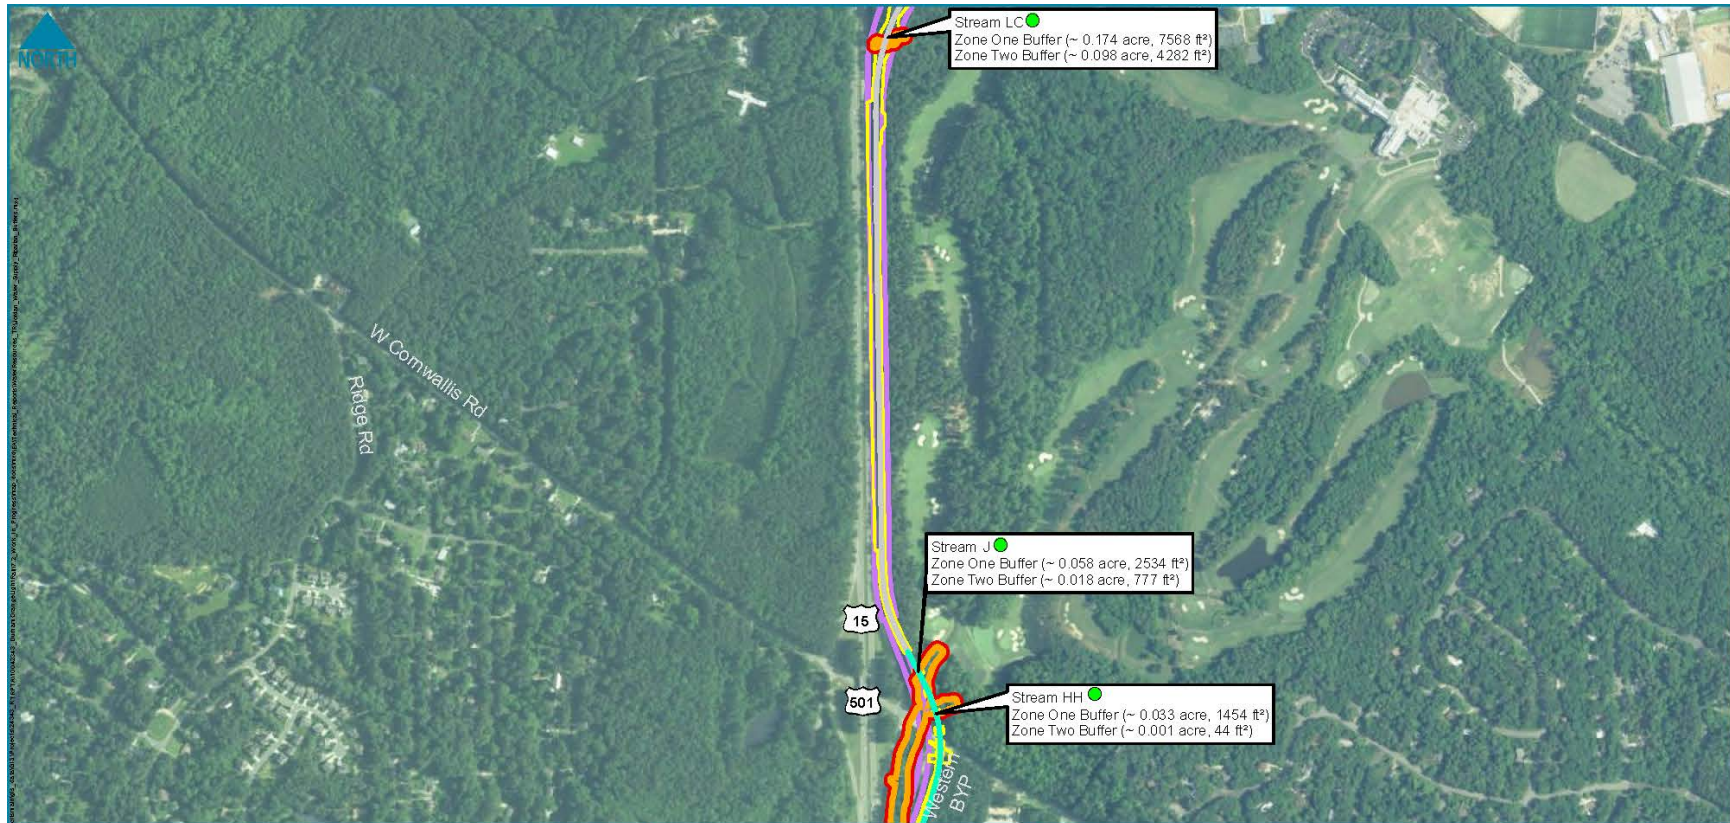 NORTH
Stream LC
Zone One Buffer (~ 0.174 acre, 7568 ft²)
Zone Two Buffer (~ 0.098 acre, 4282 ft²)
W Cornwallis Rd
Ridge Rd
Stream J
Zone One Buffer (~ 0.058 acre, 2534 ft²)
Zone Two Buffer (~ 0.018 acre, 777 ft²)
15
501
Stream HH
Zone One Buffer (~ 0.033 acre, 1454 ft²)
Zone Two Buffer (~ 0.001 acre, 44 ft²)
Western
BYP